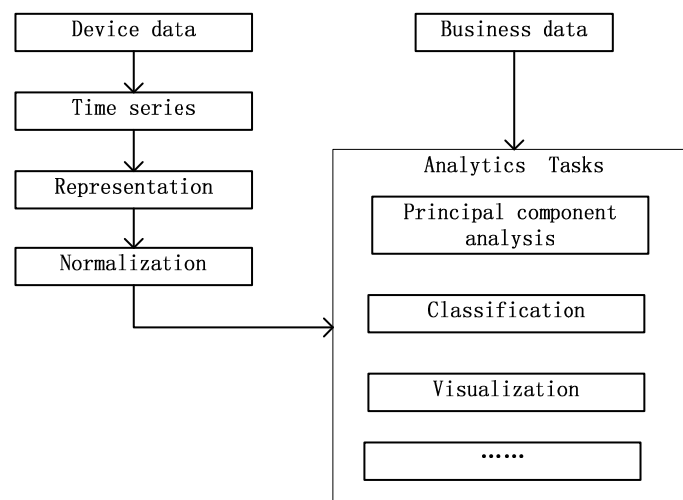 Device data
Business data
Time series
Analytics Tasks
Representation
Principal component
analysis
Normalization
Classification
Visualization
……